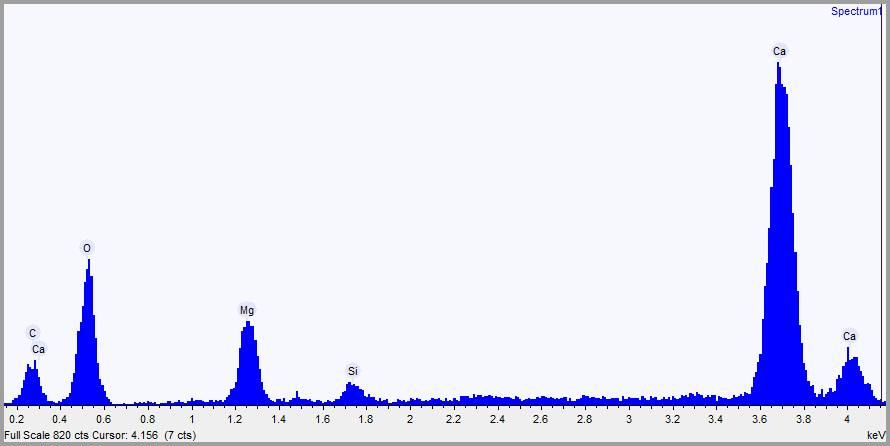 Spectrum1
Ca
O
Mg
C
Ca
Ca
Si
0.2 0.4 0.6 0.8 1 1.2 1.4 1.6 1.8 2 2.2 2.4 2.6 2.8 3 3.2 3.4 3.6 3.8 4
Full Scale 820 cts Cursor: 4.156 (7 cts) keV